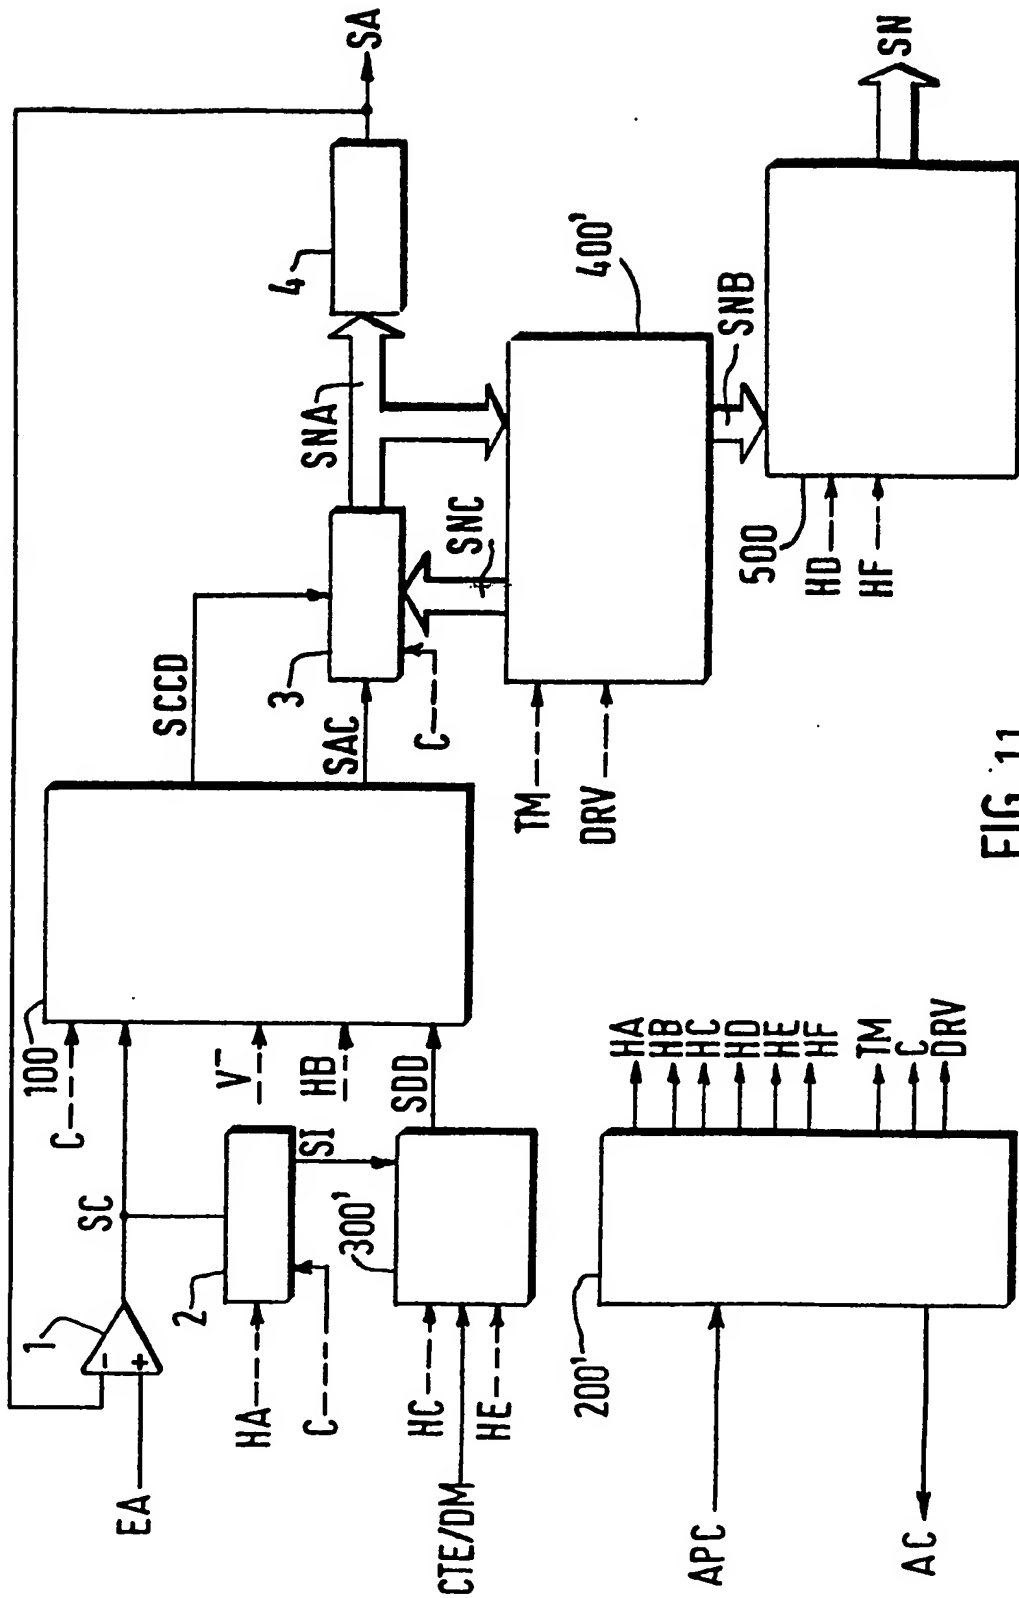 SA
SN
4
SNA
400'
SNB
500
HD
HF
SCCD
3
SAC
C
SNC
TM
DRV
FIG_11
100
C
V-
HB
SDD
SC
1
-
+
EA
2
SI
HA
C
300'
HC
HE
CTE/DM
200'
APC
AC
HA
HB
HC
HD
HE
HF
TM
C
DRV